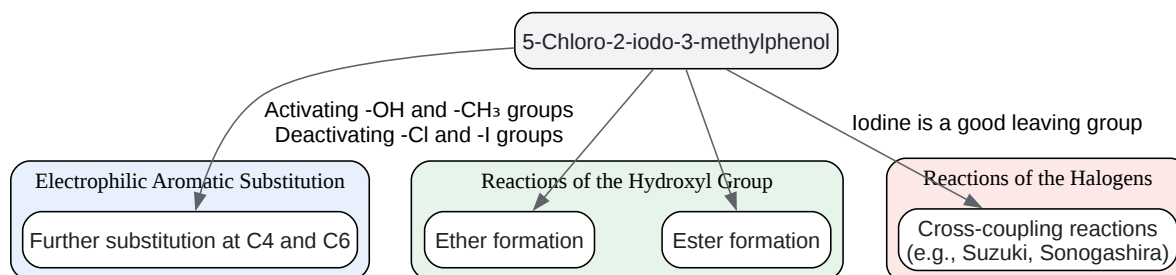 5-Chloro-2-iodo-3-methylphenol
Activating -OH and -CH₃ groups
Deactivating -Cl and -I groups
Iodine is a good leaving group
Electrophilic Aromatic Substitution
Reactions of the Hydroxyl Group
Reactions of the Halogens
Further substitution at C4 and C6
Ether formation
Ester formation
Cross-coupling reactions
(e.g., Suzuki, Sonogashira)